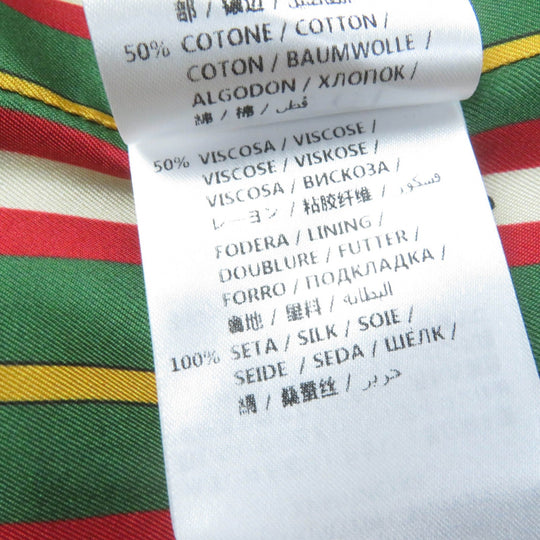 部 /
50% COTONE / COTTON /
COTON / BAUMWOLLE /
ALGODON / ХЛОПОК /
綿 / 棉 / قطن
50% VISCOSA / VISCOSE /
VISCOSE / VISKOSE /
VISCOSA / ВИСКОЗА /
レーヨン / 粘胶纤维 / فسكوز
FODERA / LINING /
DOUBLURE / FUTTER /
FORRO / ПОДКЛАДКА /
裏地 / 里料 / البطانة
100% SETA / SILK / SOIE /
SEIDE / SEDA / ШЁЛК /
絹 / 桑蚕丝 / حرير